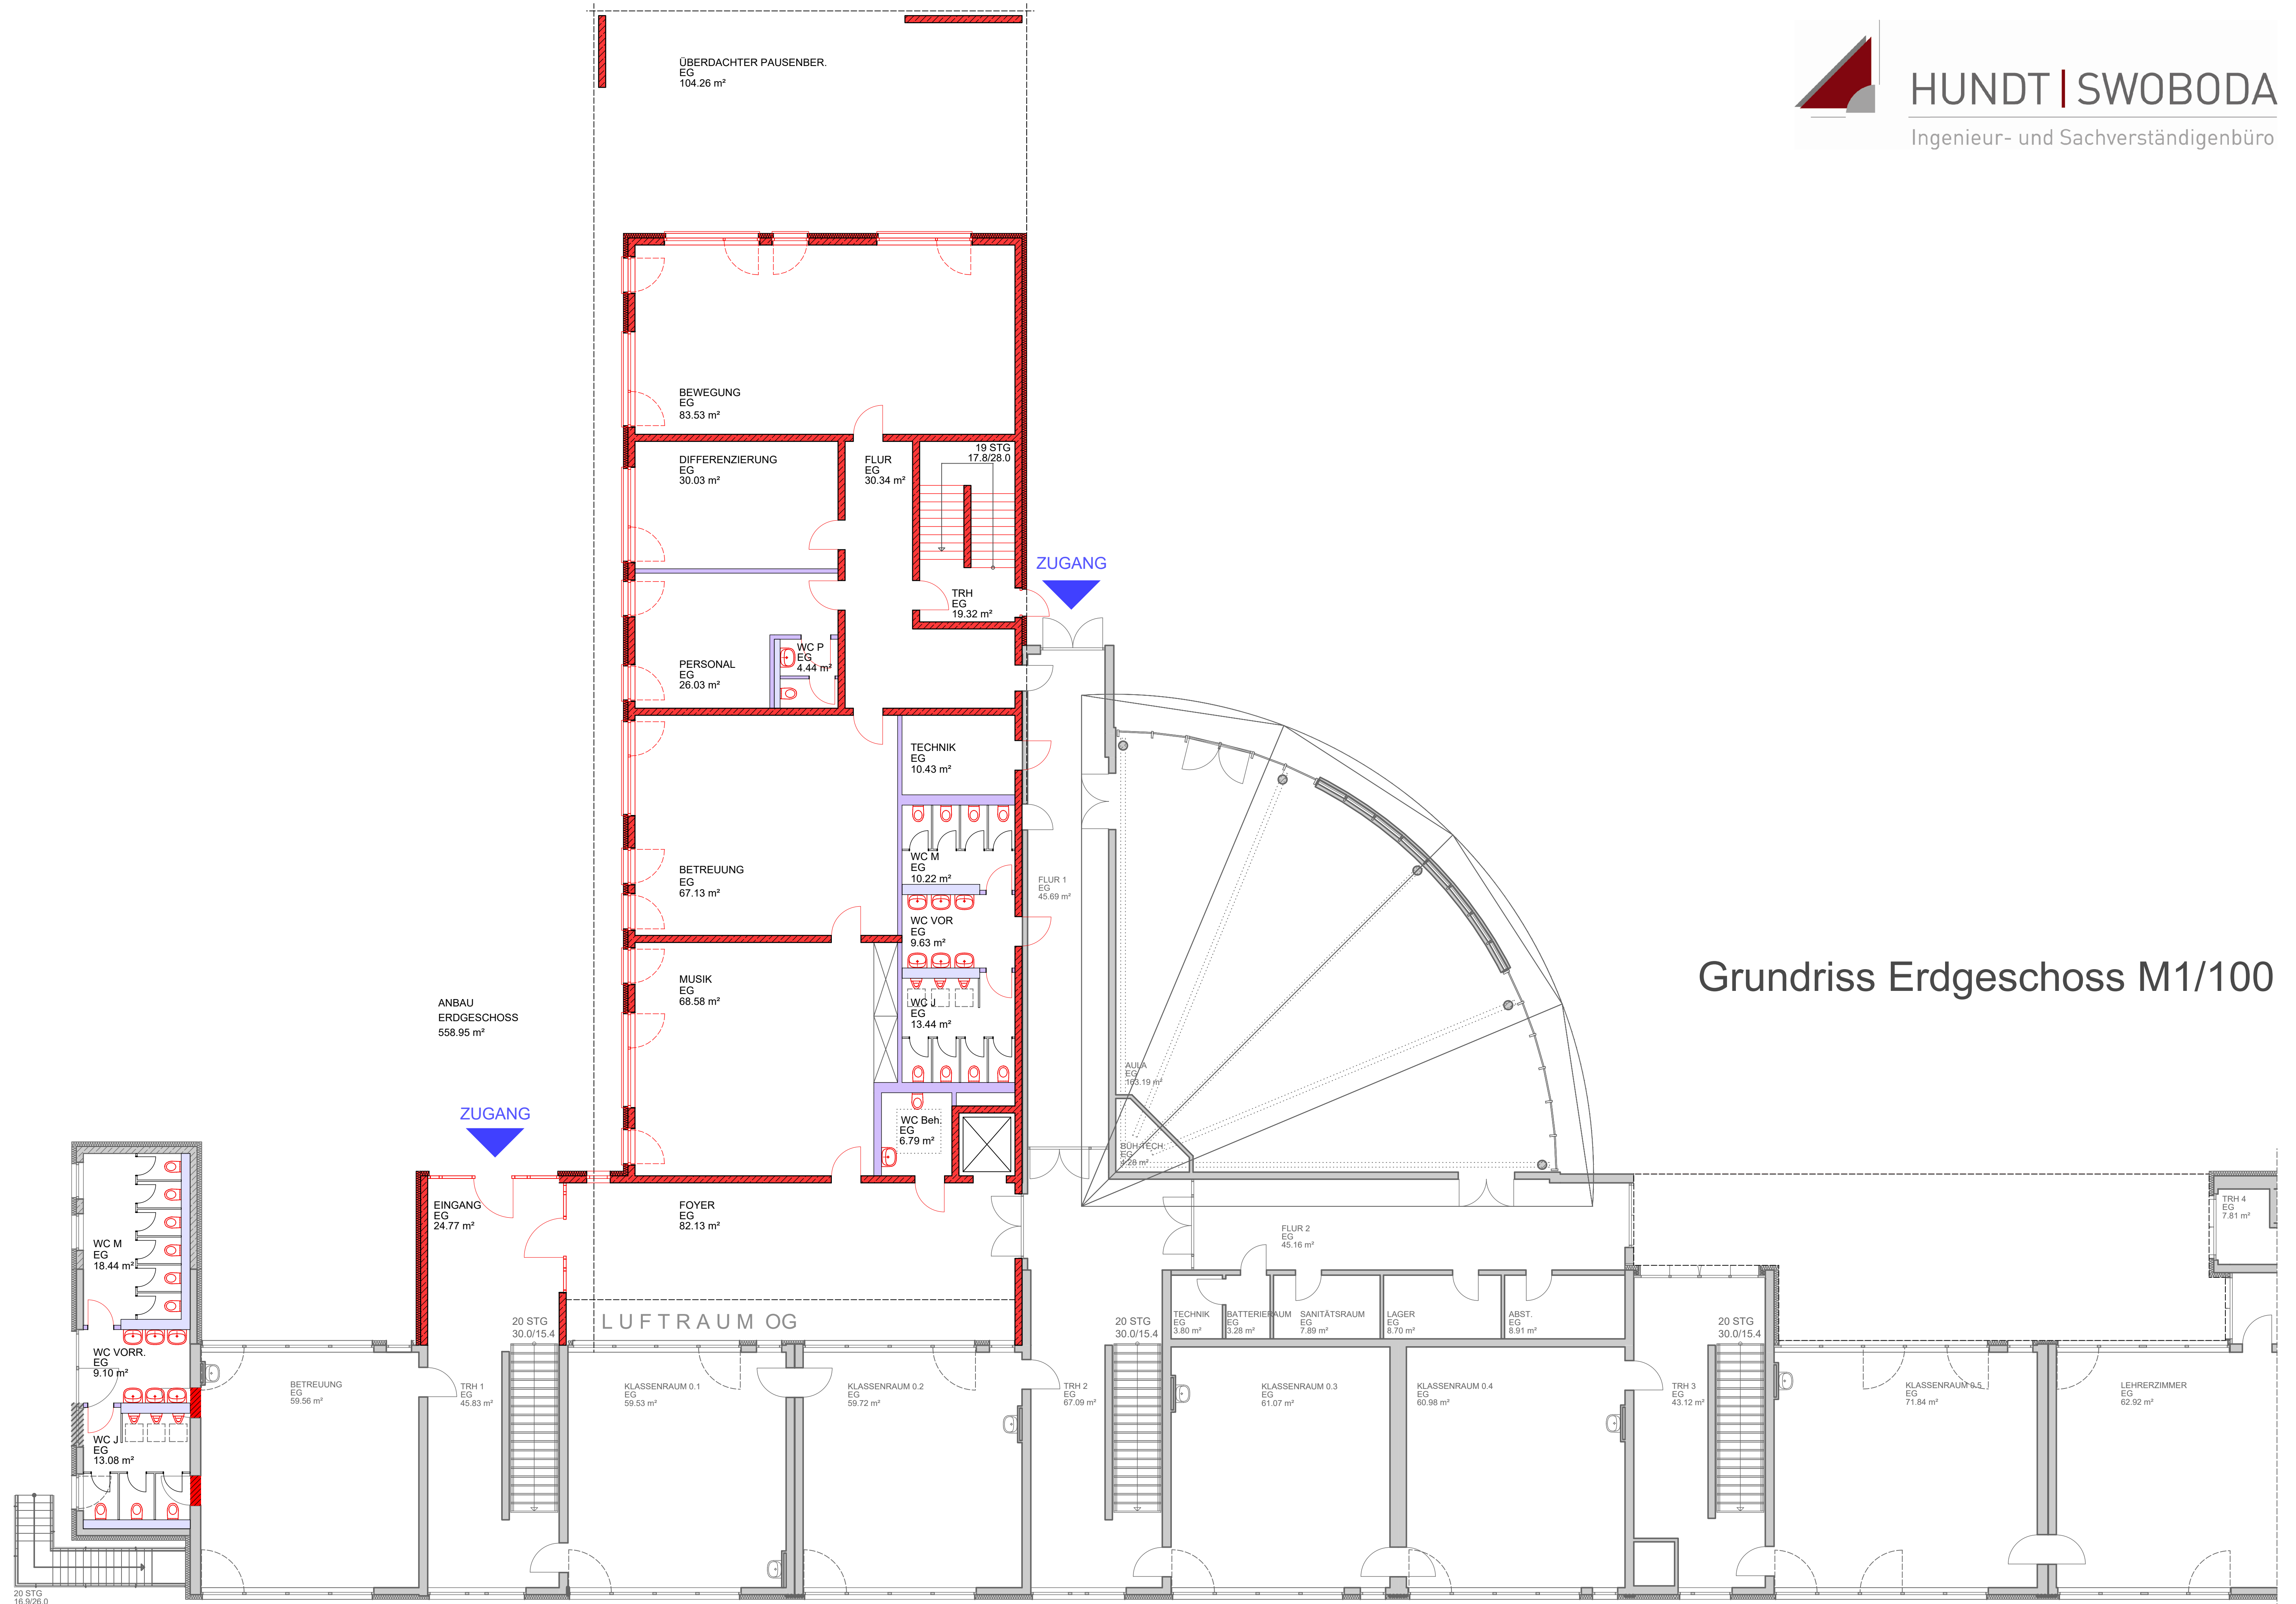 ÜBERDACHTER PAUSENBER.
EG
104.26 m²
HUNDT | SWOBODA
Ingenieur- und Sachverständigenbüro
BEWEGUNG
EG
83.53 m²
DIFFERENZIERUNG
EG
30.03 m²
FLUR
EG
30.34 m²
19 STG
17.8/28.0
ZUGANG
TRH
EG
19.32 m²
WC P
EG
4.44 m²
PERSONAL
EG
26.03 m²
TECHNIK
EG
10.43 m²
BETREUUNG
EG
67.13 m²
WC M
EG
10.22 m²
FLUR 1
EG
45.69 m²
WC VOR
EG
9.63 m²
Grundriss Erdgeschoss M1/100
MUSIK
EG
68.58 m²
WC J
EG
13.44 m²
ANBAU
ERDGESCHOSS
558.95 m²
AULA
EG
163.19 m²
ZUGANG
WC Beh.
EG
6.79 m²
BÜH-TECH.
EG
4.28 m²
EINGANG
EG
24.77 m²
FOYER
EG
82.13 m²
FLUR 2
EG
45.16 m²
TRH 4
EG
7.81 m²
WC M
EG
18.44 m²
20 STG
30.0/15.4
LUFTRAUM OG
20 STG
30.0/15.4
TECHNIK
EG
3.80 m²
BATTERIERAUM
EG
3.28 m²
SANITÄTSRAUM
EG
7.89 m²
LAGER
EG
8.70 m²
ABST.
EG
8.91 m²
20 STG
30.0/15.4
WC VORR.
EG
9.10 m²
BETREUUNG
EG
59.56 m²
TRH 1
EG
45.83 m²
KLASSENRAUM 0.1
EG
59.53 m²
KLASSENRAUM 0.2
EG
59.72 m²
TRH 2
EG
67.09 m²
KLASSENRAUM 0.3
EG
61.07 m²
KLASSENRAUM 0.4
EG
60.98 m²
TRH 3
EG
43.12 m²
KLASSENRAUM 0.5
EG
71.84 m²
LEHRERZIMMER
EG
62.92 m²
WC J
EG
13.08 m²
20 STG
16.9/26.0